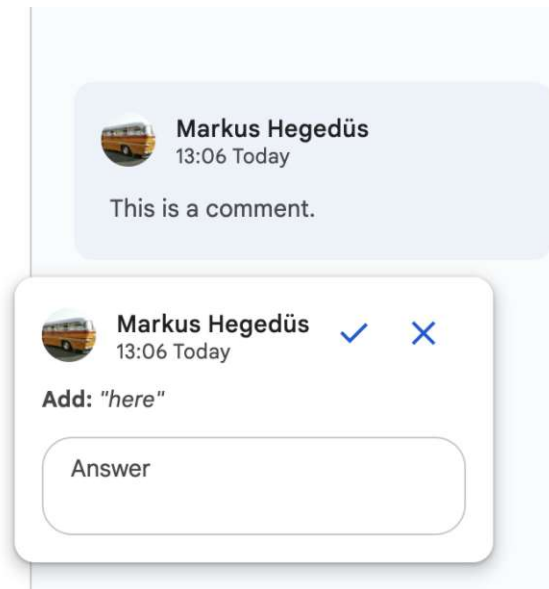 Markus Hegedüs
13:06 Today
This is a comment.
Markus Hegedüs
13:06 Today
Add: "here"
Answer